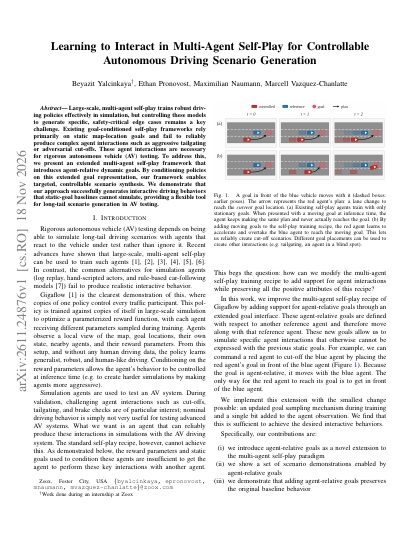 Learning to Interact in Multi-Agent Self-Play for Controllable
Autonomous Driving Scenario Generation
Beyazit Yalcinkaya†, Ethan Pronovost, Maximilian Naumann, Marcell Vazquez-Chanlatte
Abstract— Large-scale, multi-agent self-play trains robust driv-
ing policies effectively in simulation, but controlling these models
to generate specific, safety-critical edge cases remains a key
challenge. Existing goal-conditioned self-play frameworks rely
primarily on static map-location goals and fail to reliably
produce complex agent interactions such as aggressive tailgating
or adversarial cut-offs. These agent interactions are necessary for
rigorous autonomous vehicle (AV) testing. To address this,
we present an extended multi-agent self-play framework that
introduces agent-relative dynamic goals. By conditioning policies
on this extended goal representation, our framework enables
targeted, controllable scenario synthesis. We demonstrate that
our approach successfully generates interactive driving behaviors
that static-goal baselines cannot simulate, providing a flexible
tool for long-tail scenario generation in AV testing.
I. INTRODUCTION
Rigorous autonomous vehicle (AV) testing depends on being
able to simulate long-tail driving scenarios with agents that
react to the vehicle under test rather than ignore it. Recent
advances have shown that large-scale, multi-agent self-play
can be used to train such agents [1], [2], [3], [4], [5], [6].
In contrast, the common alternatives for simulation agents
(log replay, hand-scripted actors, and rule-based car-following
models [7]) fail to produce realistic interactive behavior.
Gigaflow [1] is the clearest demonstration of this, where
copies of one policy control every traffic participant. This pol-
icy is trained against copies of itself in large-scale simulation
to optimize a parametrized reward function, with each agent
receiving different parameters sampled during training. Agents
observe a local view of the map, goal locations, their own
state, nearby agents, and their reward parameters. From this
setup, and without any human driving data, the policy learns
generalist, robust, and human-like driving. Conditioning on the
reward parameters allows the agent's behavior to be controlled
at inference time (e.g. to create harder simulations by making
agents more aggressive).
Simulation agents are used to test an AV system. During
validation, challenging agent interactions such as cut-offs,
tailgating, and brake checks are of particular interest; nominal
driving behavior is simply not very useful for testing advanced
AV systems. What we want is an agent that can reliably
produce these interactions in simulations with the AV driving
system. The standard self-play recipe, however, cannot achieve
this. As demonstrated below, the reward parameters and static
goals used to condition these agents are insufficient to get the
agent to perform these key interactions with another agent.
Zoox, Foster City, USA {byalcinkaya, epronovost,
mnaumann, mvazquez-chanlatte}@zoox.com
†Work done during an internship at Zoox
controlled reference goal plan
t = 0 t = 1 t = 2
(a)
(b)
Fig. 1. A goal in front of the blue vehicle moves with it (dashed boxes:
earlier poses). The arrow represents the red agent's plan: a lane change to
reach the current goal location. (a) Existing self-play agents train with only
stationary goals. When presented with a moving goal at inference time, the
agent keeps making the same plan and never actually reaches the goal. (b) By
adding moving goals to the self-play training recipe, the red agent learns to
accelerate and overtake the blue agent to reach the moving goal. This lets
us reliably create cut-off scenarios. Different goal placements can be used to
create other interactions (e.g. tailgating, an agent in a blind spot).
This begs the question: how can we modify the multi-agent
self-play training recipe to add support for agent interactions
while preserving all the positive attributes of the recipe?
In this work, we improve the multi-agent self-play recipe of
Gigaflow by adding support for agent-relative goals through an
extended goal interface. These agent-relative goals are defined
with respect to another reference agent and therefore move
along with that reference agent. These new goals allow us to
simulate specific agent interactions that otherwise cannot be
expressed with the previous static goals. For example, we can
command a red agent to cut-off the blue agent by placing the
red agent's goal in front of the blue agent (Figure 1). Because
the goal is agent-relative, it moves with the blue agent. The
only way for the red agent to reach its goal is to get in front
of the blue agent.
We implement this extension with the smallest change
possible: an updated goal sampling mechanism during training
and a single bit added to the agent observation. We find that
this is sufficient to achieve the desired interactive behaviors.
Specifically, our contributions are:
(i) we introduce agent-relative goals as a novel extension to
the multi-agent self-play paradigm
(ii) we show a set of scenario demonstrations enabled by
agent-relative goals
(iii) we demonstrate that adding agent-relative goals preserves
the original baseline behavior
arXiv:2611.24876v1 [cs.RO] 18 Nov 2026